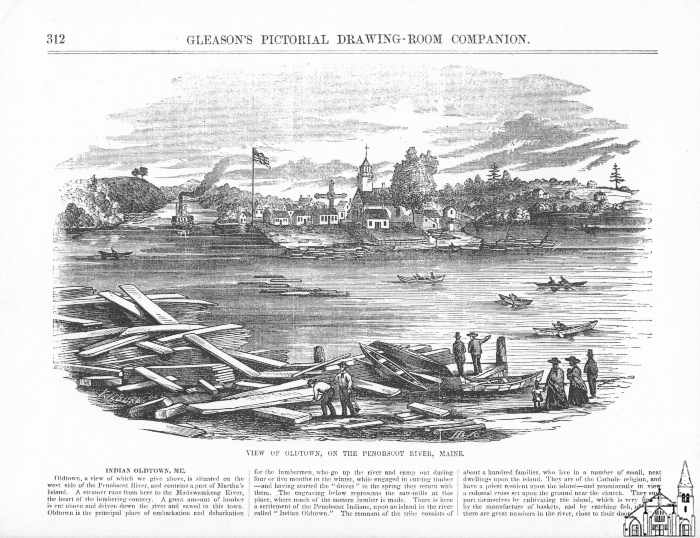 312
GLEASON'S PICTORIAL DRAWING-ROOM COMPANION.
VIEW OF OLDTOWN, ON THE PENOBSCOT RIVER, MAINE.
INDIAN OLDTOWN, ME.
Oldtown, a view of which we give above, is situated on the
west side of the Penobscot River, and contains a part of Martha's
Island. A steamer runs from here to the Mattawamkeag River,
the heart of the lumbering country. A great amount of lumber
is cut above and driven down the river and sawed in this town.
Oldtown is the principal place of embarkation and debarkation
for the lumbermen, who go up the river and camp out during
four or five months in the winter, while engaged in cutting timber
—and having started the "drives" in the spring they return with
them. The engraving below represents the saw-mills at this
place, where much of the eastern lumber is made. There is here
a settlement of the Penobscot Indians, upon an island in the river
called "Indian Oldtown." The remnant of the tribe consists of
about a hundred families, who live in a number of small, neat
dwellings upon the island. They are of the Catholic religion, and
have a priest resident upon the island—and prominently in view
a colossal cross set upon the ground near the church. They
port themselves by cultivating the island, which is very
by the manufacture of baskets, and by catching fish,
there are great numbers in the river, close to their